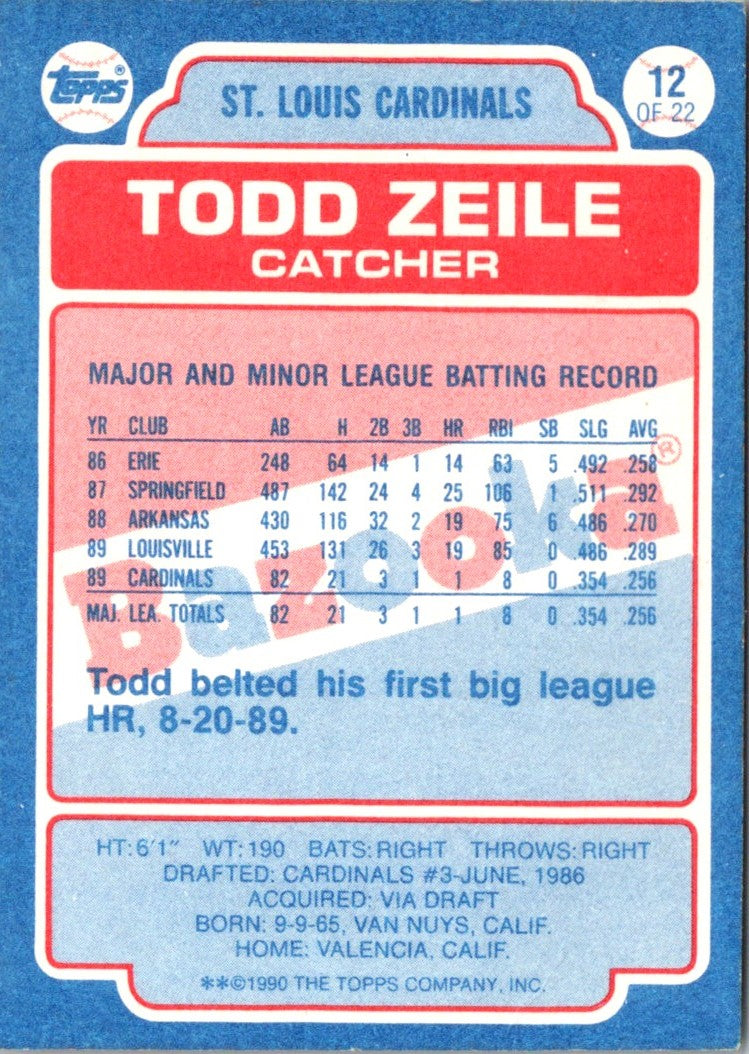 topps®
12
OF 22
ST. LOUIS CARDINALS
TODD ZEILE
CATCHER
MAJOR AND MINOR LEAGUE BATTING RECORD
YR CLUB AB H 2B 3B HR RBI SB SLG AVG
86 ERIE 248 64 14 1 14 63 5 .492 .258
87 SPRINGFIELD 487 142 24 4 25 106 1 .511 .292
88 ARKANSAS 430 116 32 2 19 75 6 .486 .270
89 LOUISVILLE 453 131 26 3 19 85 0 .486 .289
89 CARDINALS 82 21 3 1 1 8 0 .354 .256
MAJ. LEA. TOTALS 82 21 3 1 1 8 0 .354 .256
Bazooka®
Todd belted his first big league
HR, 8-20-89.
HT:6'1" WT:190 BATS:RIGHT THROWS:RIGHT
DRAFTED: CARDINALS #3-JUNE, 1986
ACQUIRED: VIA DRAFT
BORN: 9-9-65, VAN NUYS, CALIF.
HOME: VALENCIA, CALIF.
**©1990 THE TOPPS COMPANY, INC.